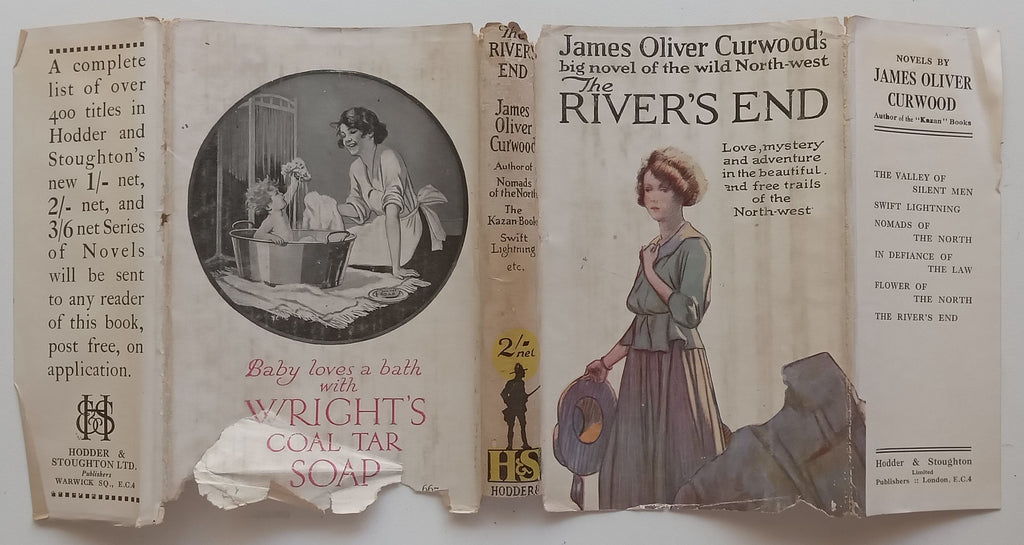 A complete
list of over
400 titles in
Hodder and
Stoughton's
new 1/- net,
2/- net, and
3/6 net Series
of Novels
will be sent
to any reader
of this book,
post free, on
application.
HODDER &
STOUGHTON LTD.
Publishers
WARWICK SQ., E.C.4
Baby loves a bath
with
WRIGHT'S
COAL TAR
SOAP
The
RIVER'S
END
James
Oliver
Curwood
Author of
Nomads
of the North
The
Kazan Book
Swift
Lightning
etc.
2/-
net
H&S
HODDER &
James Oliver Curwood's
big novel of the wild North-west
The
RIVER'S END
Love, mystery
and adventure
in the beautiful
and free trails
of the
North-west
NOVELS BY
JAMES OLIVER
CURWOOD
Author of the "Kazan" Books
THE VALLEY OF
SILENT MEN
SWIFT LIGHTNING
NOMADS OF
THE NORTH
IN DEFIANCE OF
THE LAW
FLOWER OF
THE NORTH
THE RIVER'S END
Hodder & Stoughton
Limited
Publishers :: London, E.C.4